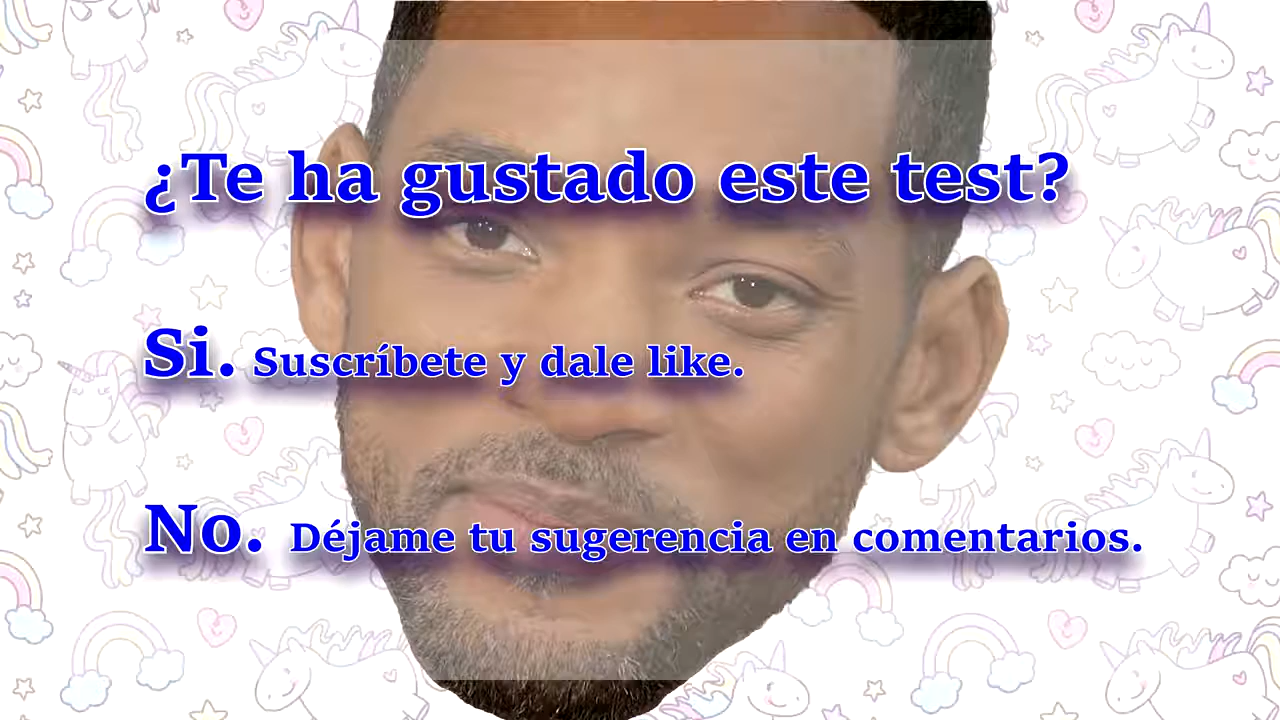 ¿Te ha gustado este test?
Si. Suscríbete y dale like.
No. Déjame tu sugerencia en comentarios.